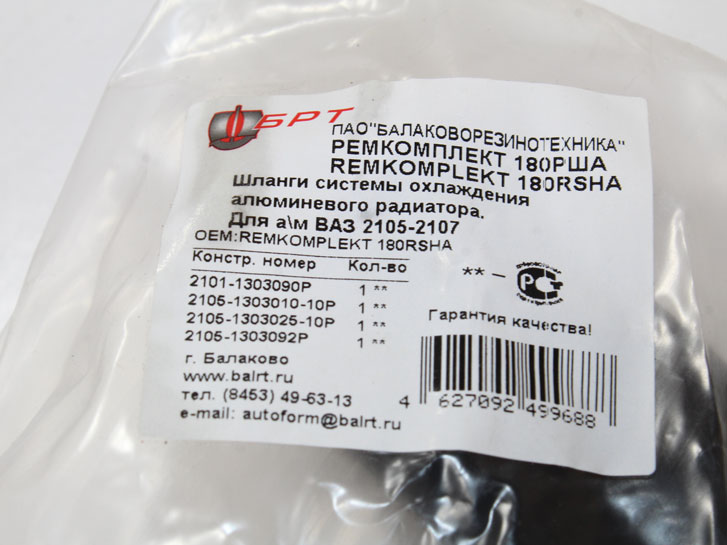 БРТ
ПАО"БАЛАКОВОРЕЗИНОТЕХНИКА"
РЕМКОМПЛЕКТ 180РША
REMKOMPLEKT 180RSHA
Шланги системы охлаждения
алюминевого радиатора.
Для а\м ВАЗ 2105-2107
OEM:REMKOMPLEKT 180RSHA
Констр. номер Кол-во
2101-1303090Р 1 **
2105-1303010-10Р 1 **
2105-1303025-10Р 1 **
2105-1303092Р 1 **
** –
Гарантия качества!
г. Балаково
www.balrt.ru
тел. (8453) 49-63-13
e-mail: autoform@balrt.ru
4 627092 499688